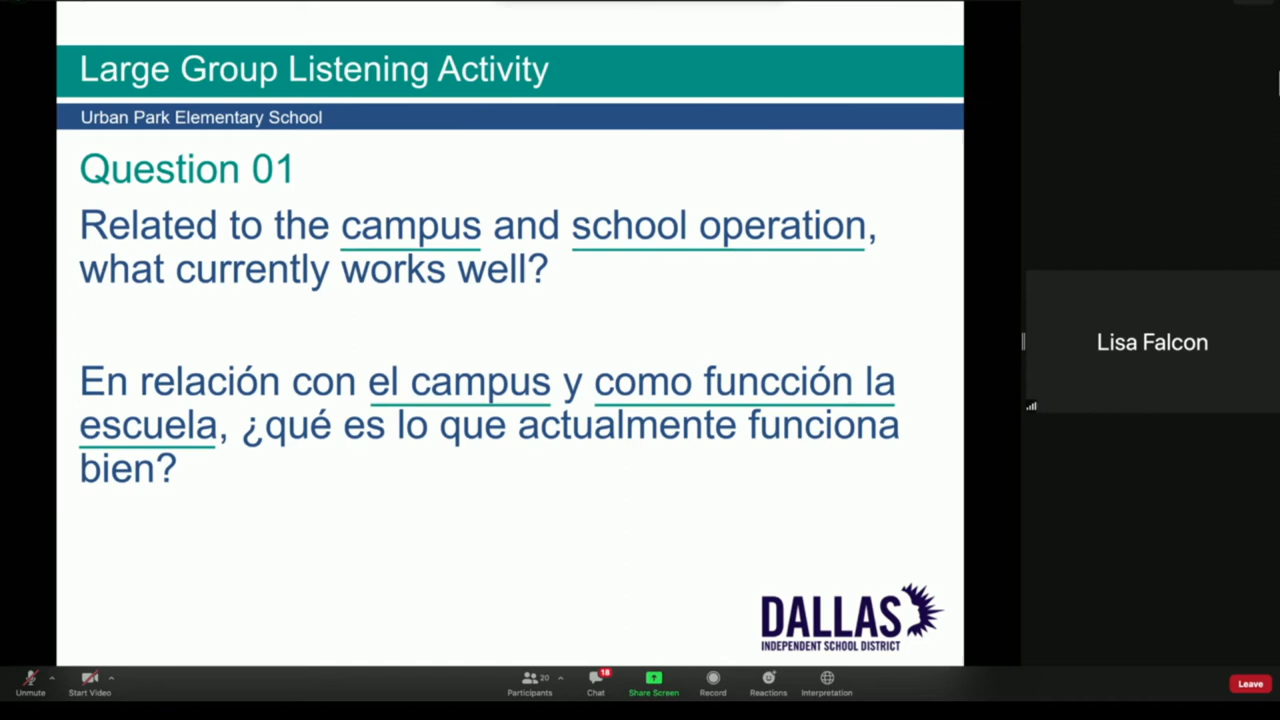 Large Group Listening Activity
Urban Park Elementary School
Question 01
Related to the campus and school operation,
what currently works well?
En relación con el campus y como funcción la
escuela, ¿qué es lo que actualmente funciona
bien?
DALLAS
INDEPENDENT SCHOOL DISTRICT
Lisa Falcon
Unmute
Start Video
20
Participants
18
Chat
Share Screen
Record
Reactions
Interpretation
Leave